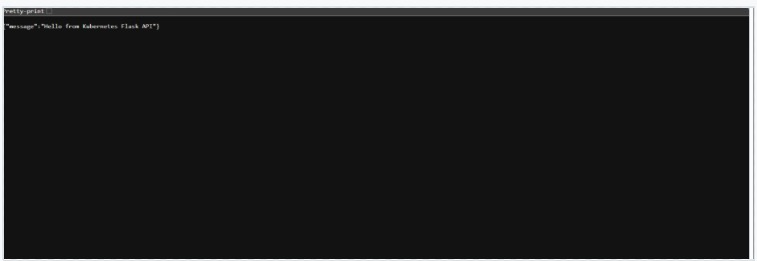 Pretty-print
{"message":"Hello from Kubernetes Flask API"}